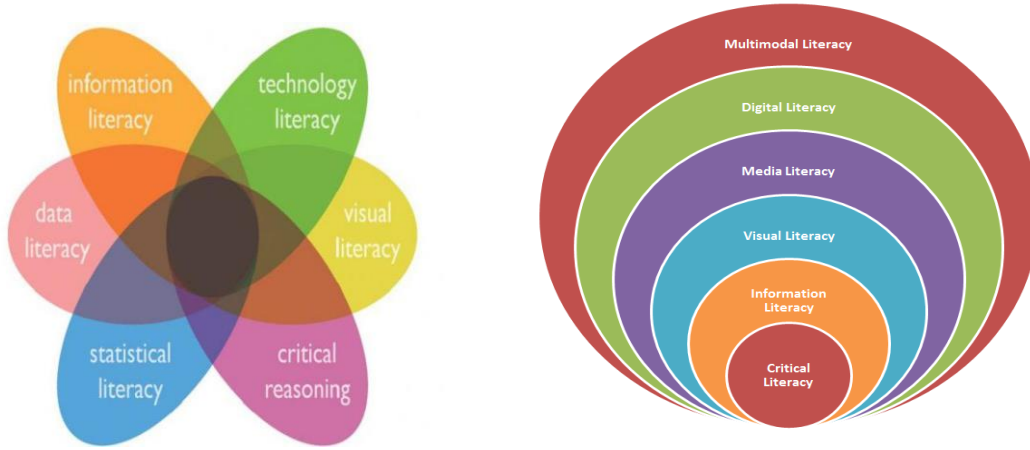 information
literacy
technology
literacy
data
literacy
visual
literacy
statistical
literacy
critical
reasoning
Multimodal Literacy
Digital Literacy
Media Literacy
Visual Literacy
Information
Literacy
Critical
Literacy